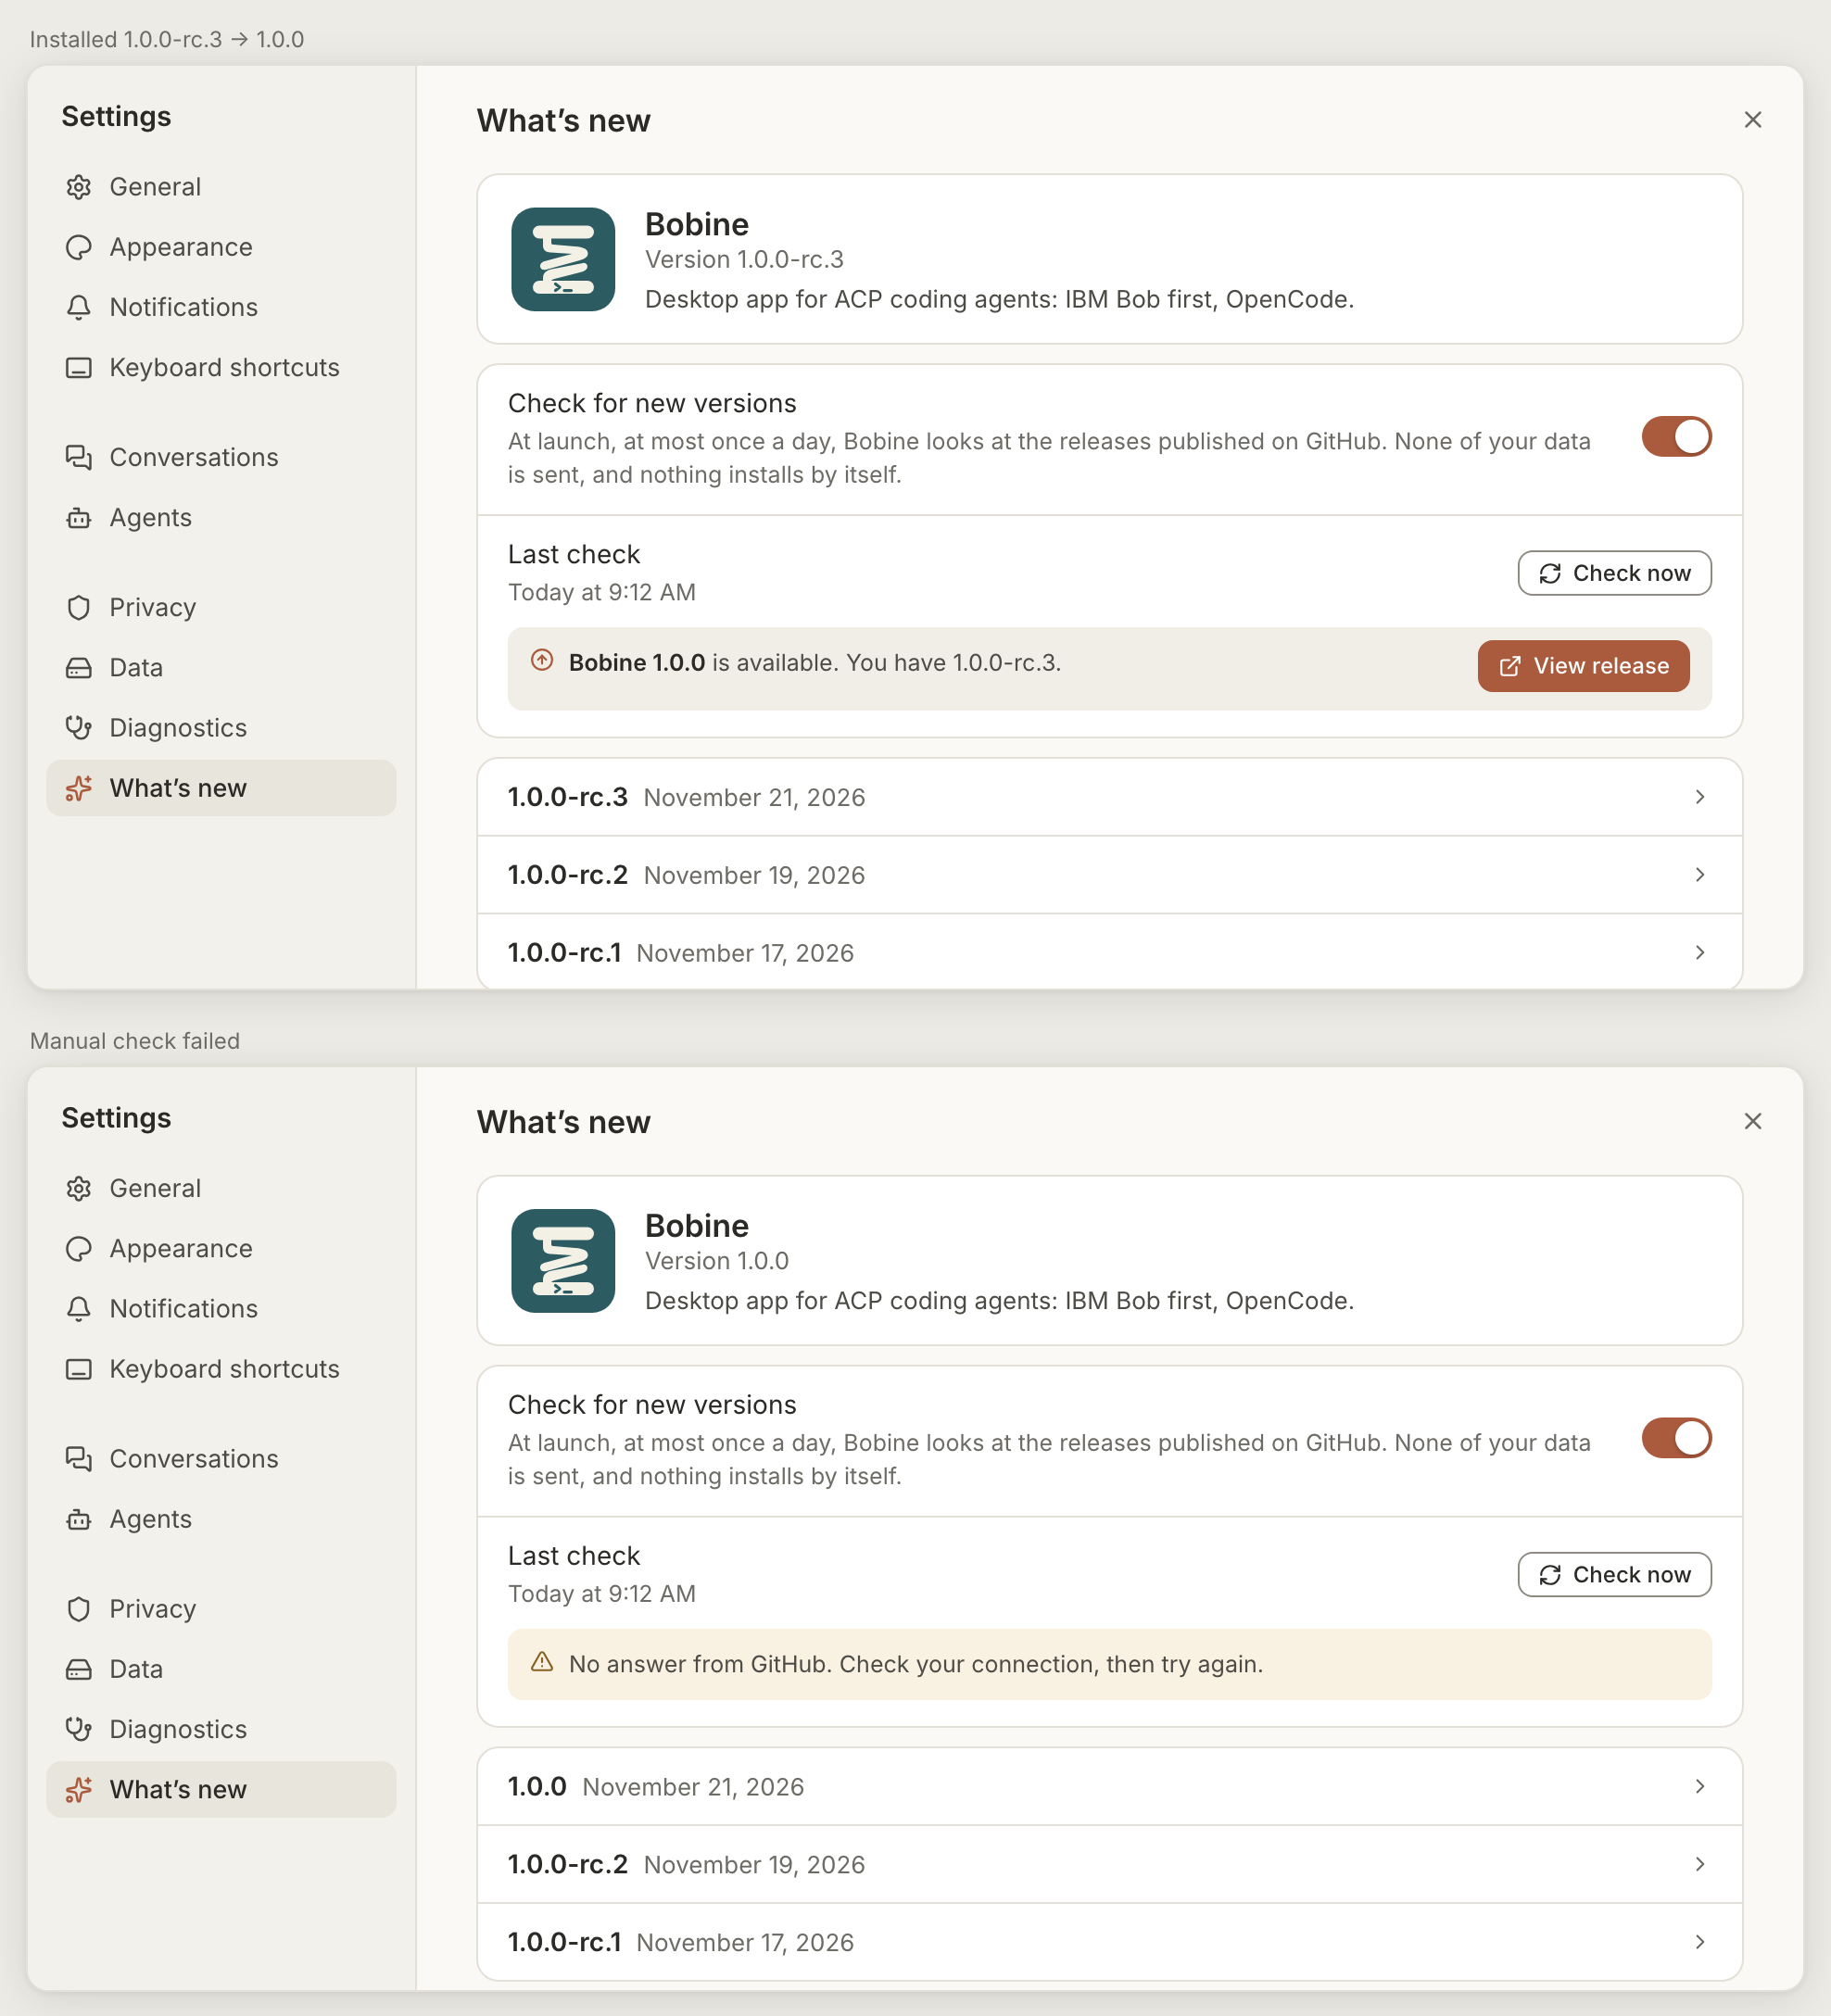 Installed 1.0.0-rc.3 → 1.0.0
Settings
General
Appearance
Notifications
Keyboard shortcuts
Conversations
Agents
Privacy
Data
Diagnostics
What’s new
What’s new
Bobine
Version 1.0.0-rc.3
Desktop app for ACP coding agents: IBM Bob first, OpenCode.
Check for new versions
At launch, at most once a day, Bobine looks at the releases published on GitHub. None of your data
is sent, and nothing installs by itself.
Last check
Today at 9:12 AM
Check now
Bobine 1.0.0 is available. You have 1.0.0-rc.3.
View release
1.0.0-rc.3 November 21, 2026
1.0.0-rc.2 November 19, 2026
1.0.0-rc.1 November 17, 2026
Manual check failed
Settings
General
Appearance
Notifications
Keyboard shortcuts
Conversations
Agents
Privacy
Data
Diagnostics
What’s new
What’s new
Bobine
Version 1.0.0
Desktop app for ACP coding agents: IBM Bob first, OpenCode.
Check for new versions
At launch, at most once a day, Bobine looks at the releases published on GitHub. None of your data
is sent, and nothing installs by itself.
Last check
Today at 9:12 AM
Check now
No answer from GitHub. Check your connection, then try again.
1.0.0 November 21, 2026
1.0.0-rc.2 November 19, 2026
1.0.0-rc.1 November 17, 2026